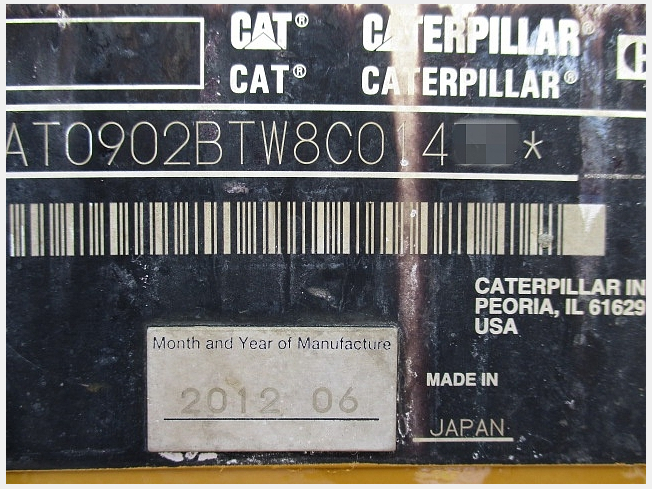 CAT® CATERPILLAR®
CAT® CATERPILLAR®
AT0902BTW8C014 *
CATERPILLAR IN
PEORIA, IL 61629
USA
Month and Year of Manufacture
2012 06
MADE IN
JAPAN